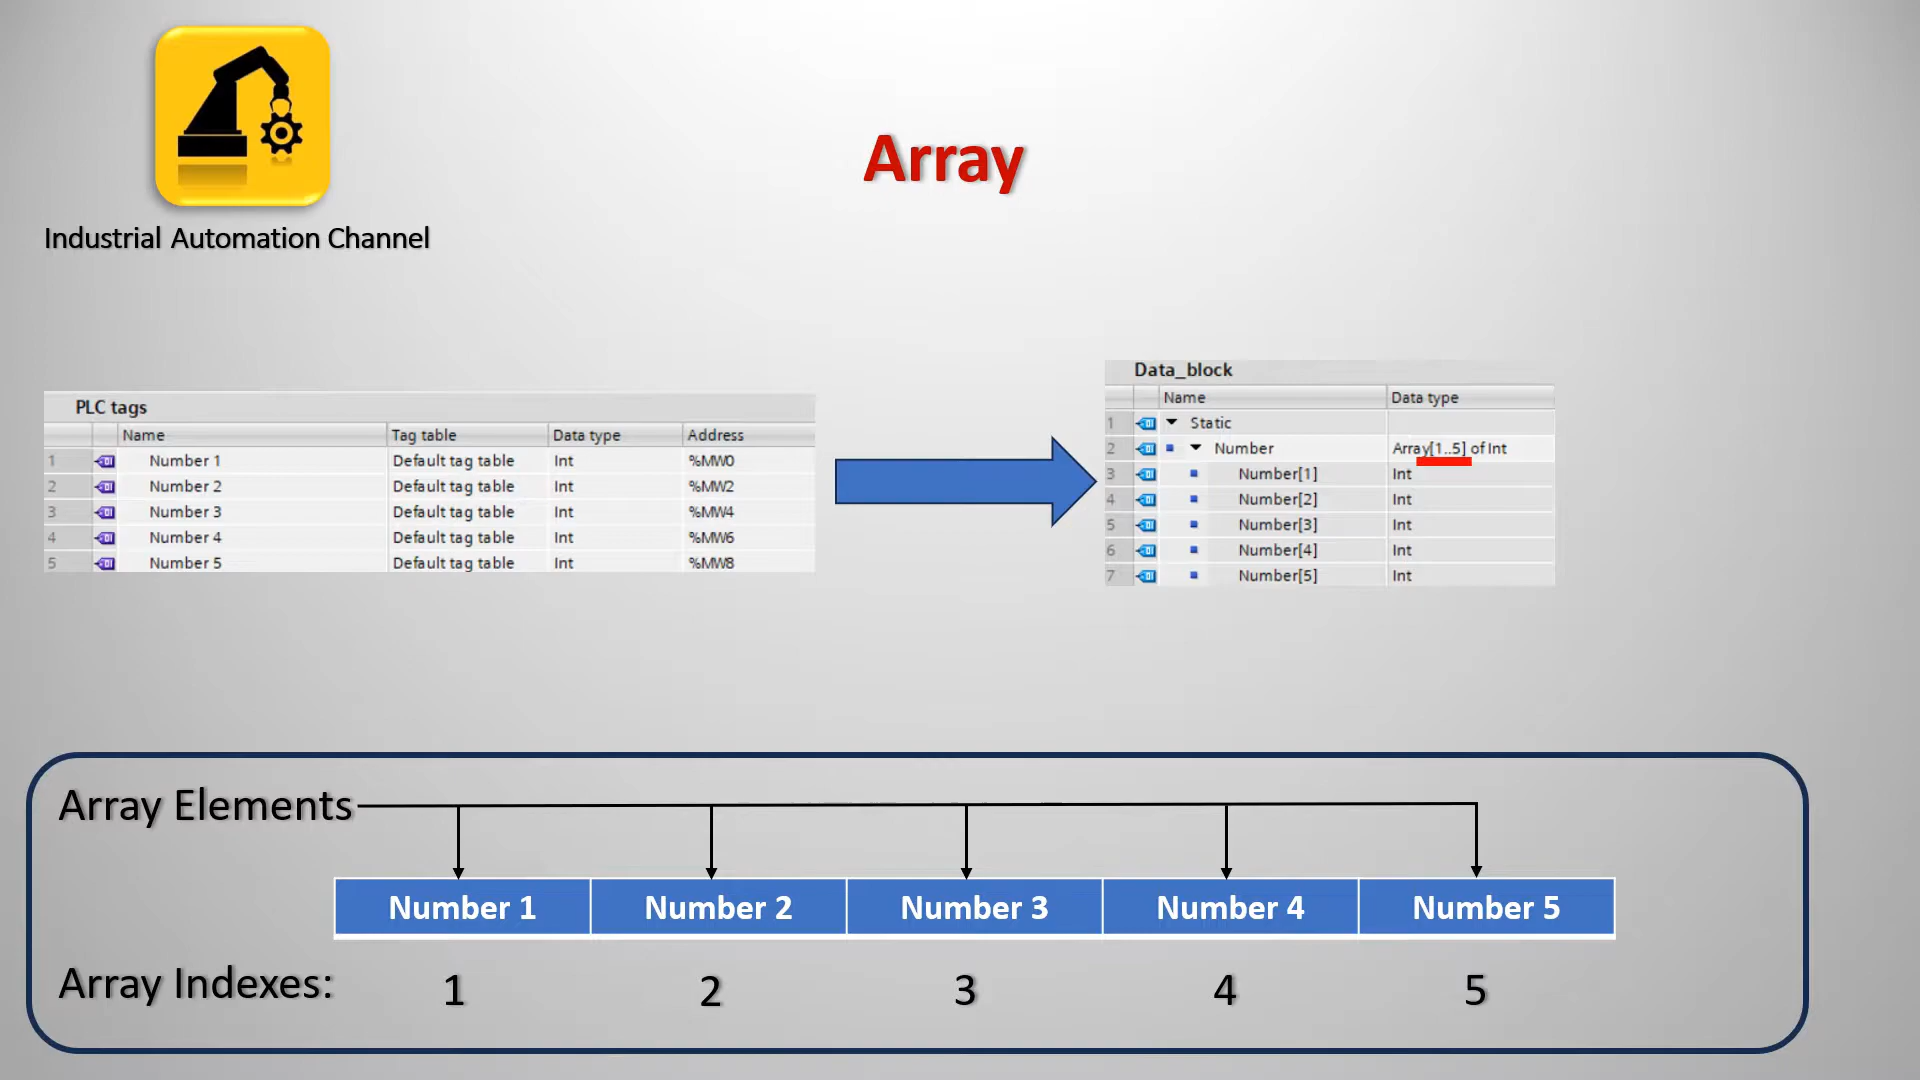 Array
Industrial Automation Channel
PLC tags
Name Tag table Data type Address
1 Number 1 Default tag table Int %MW0
2 Number 2 Default tag table Int %MW2
3 Number 3 Default tag table Int %MW4
4 Number 4 Default tag table Int %MW6
5 Number 5 Default tag table Int %MW8
Data_block
Name Data type
1 Static
2 Number Array[1..5] of Int
3 Number[1] Int
4 Number[2] Int
5 Number[3] Int
6 Number[4] Int
7 Number[5] Int
Array Elements
Number 1 Number 2 Number 3 Number 4 Number 5
Array Indexes: 1 2 3 4 5